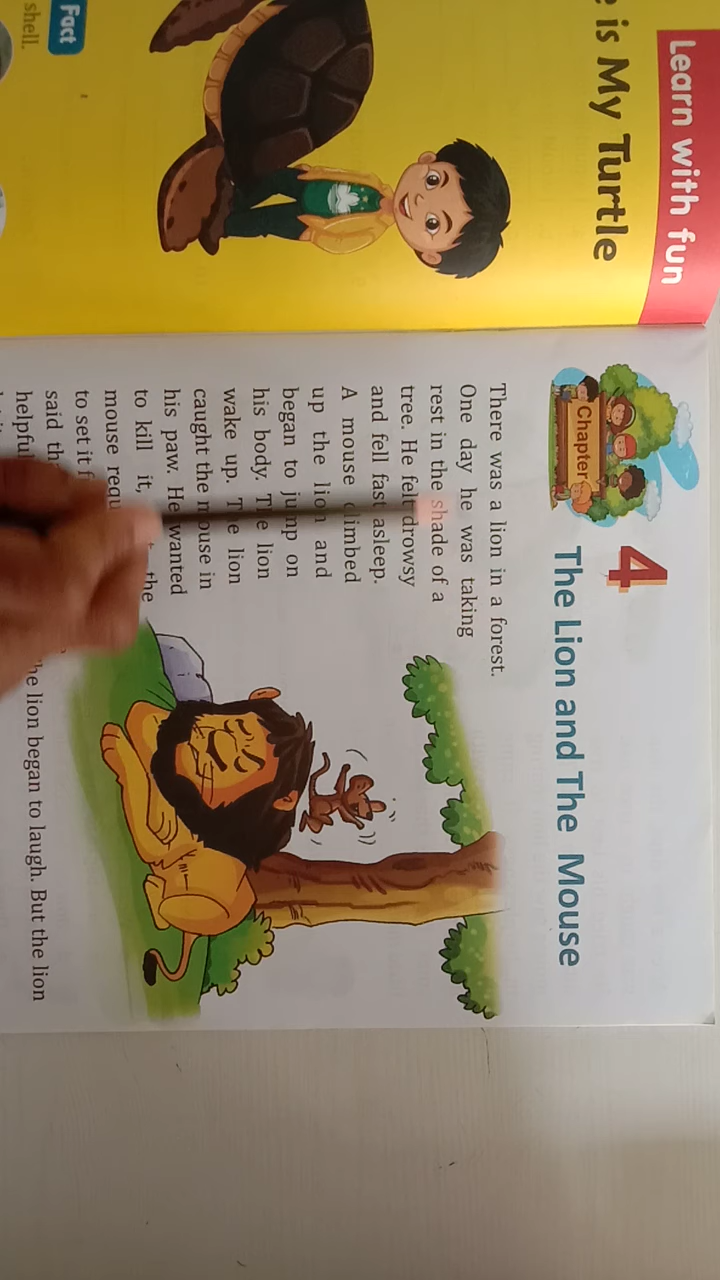 Learn with fun
is My Turtle
Fact
shell.
Chapter
4
The Lion and The Mouse
There was a lion in a forest.
One day he was taking
rest in the shade of a
tree. He felt drowsy
and fell fast asleep.
A mouse climbed
up the lion and
began to jump on
his body. The lion
wake up. The lion
caught the mouse in
his paw. He wanted
to kill it, the
mouse
to set it
said
helpful
the lion began to laugh. But the lion